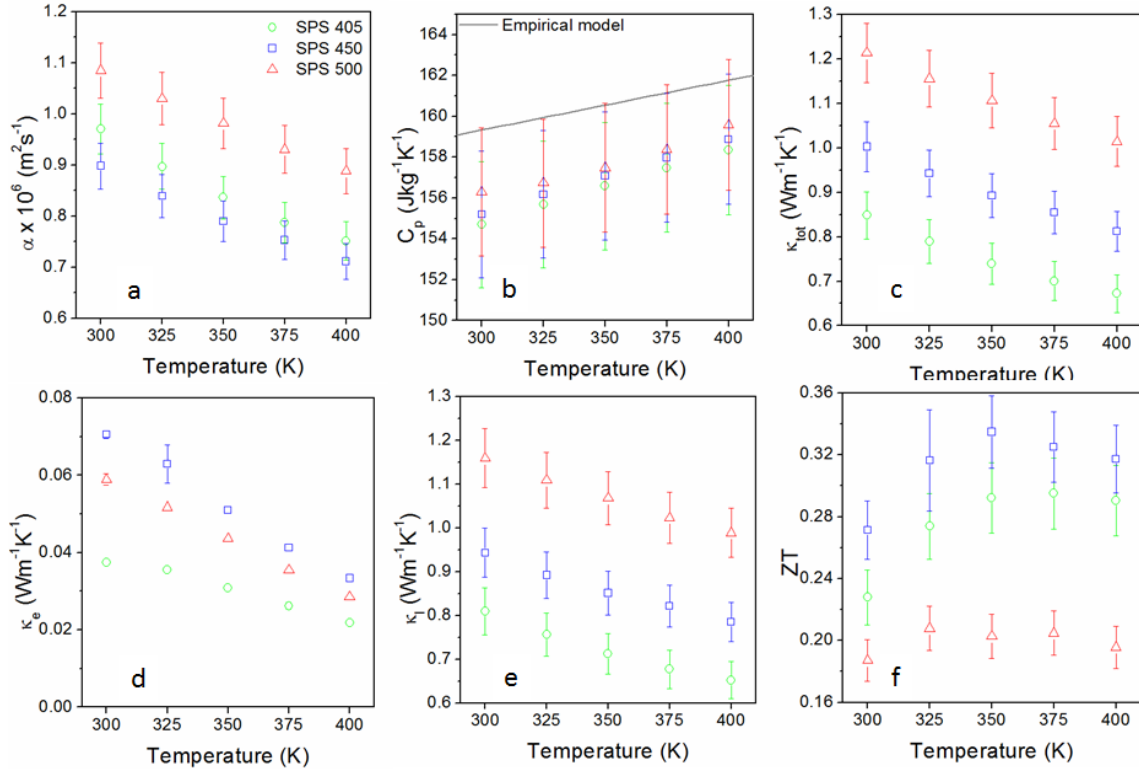 α x 10⁶ (m²s⁻¹)
1.2
1.1
1.0
0.9
0.8
0.7
0.6
SPS 405
SPS 450
SPS 500
a
300 325 350 375 400
Temperature (K)
Cₚ (Jkg⁻¹K⁻¹)
164
162
160
158
156
154
152
150
Empirical model
b
300 325 350 375 400
Temperature (K)
κₜₒₜ (Wm⁻¹K⁻¹)
1.3
1.2
1.1
1.0
0.9
0.8
0.7
0.6
c
300 325 350 375 400
Temperature (K)
κₑ (Wm⁻¹K⁻¹)
0.08
0.06
0.04
0.02
0.00
d
300 325 350 375 400
Temperature (K)
κₗ (Wm⁻¹K⁻¹)
1.3
1.2
1.1
1.0
0.9
0.8
0.7
0.6
e
300 325 350 375 400
Temperature (K)
ZT
0.36
0.32
0.28
0.24
0.20
0.16
f
300 325 350 375 400
Temperature (K)